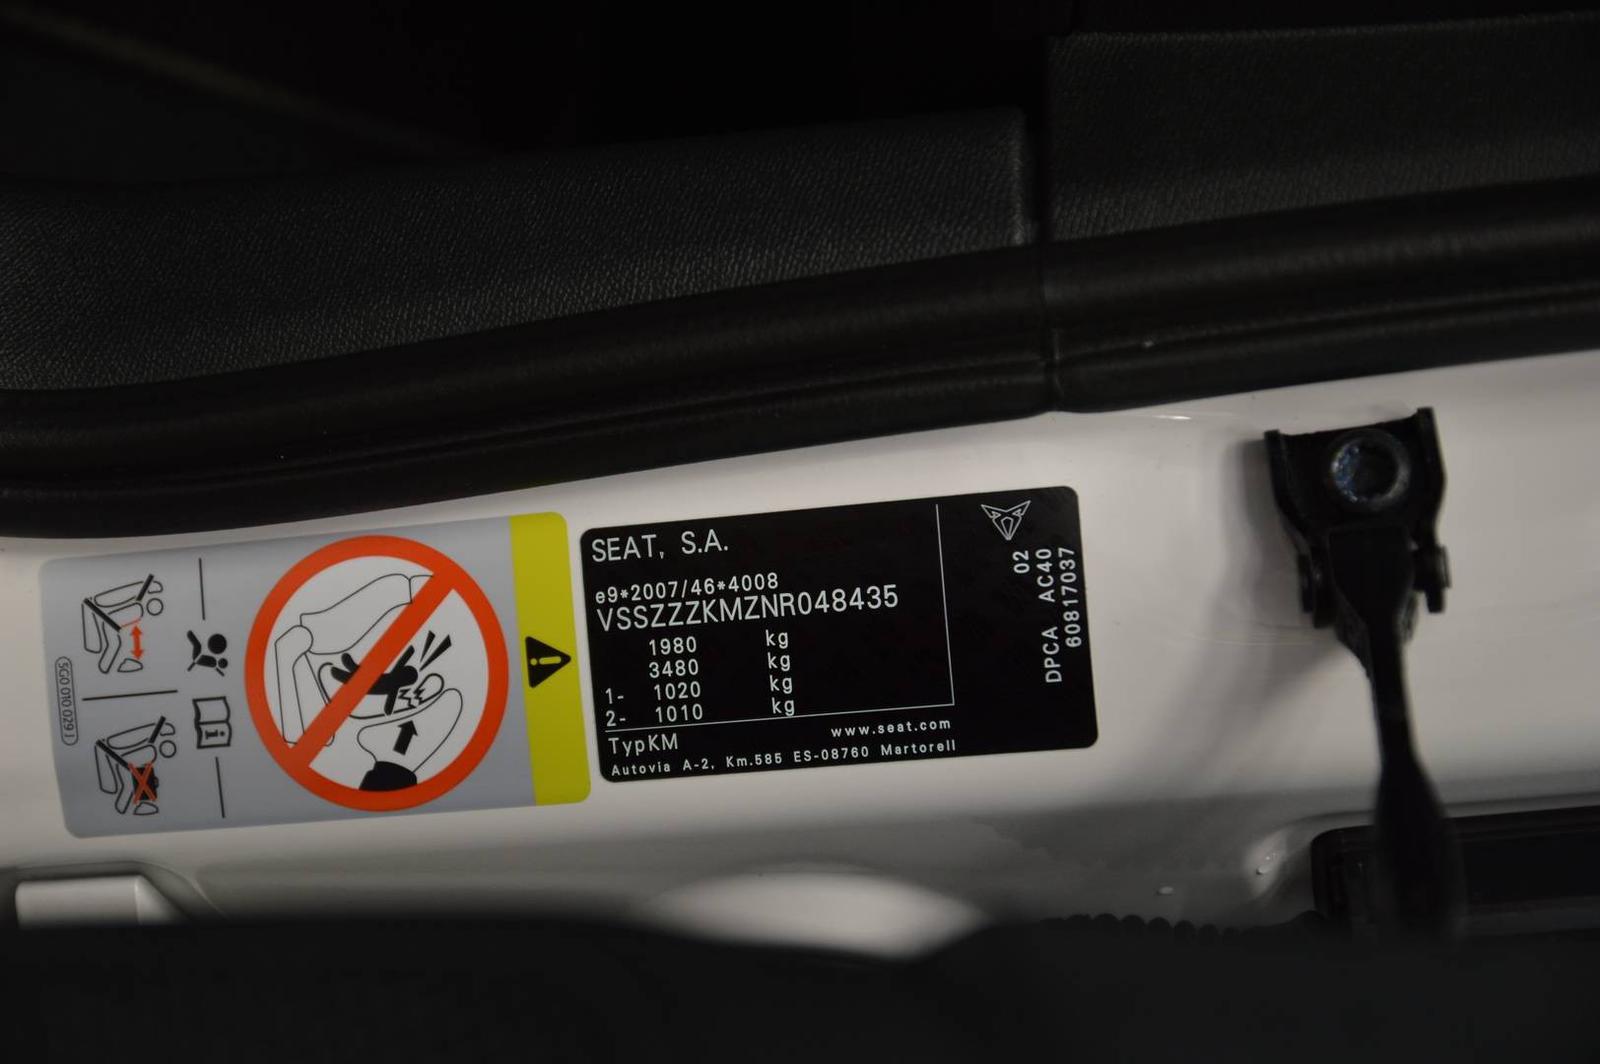 SEAT, S.A.
e9*2007/46*4008
VSSZZZKMZNR048435
1980 kg
3480 kg
1- 1020 kg
2- 1010 kg
TypKM
www.seat.com
Autovia A-2, Km.585 ES-08760 Martorell
02
DPCA AC40
60817037
5G0 010 029 J